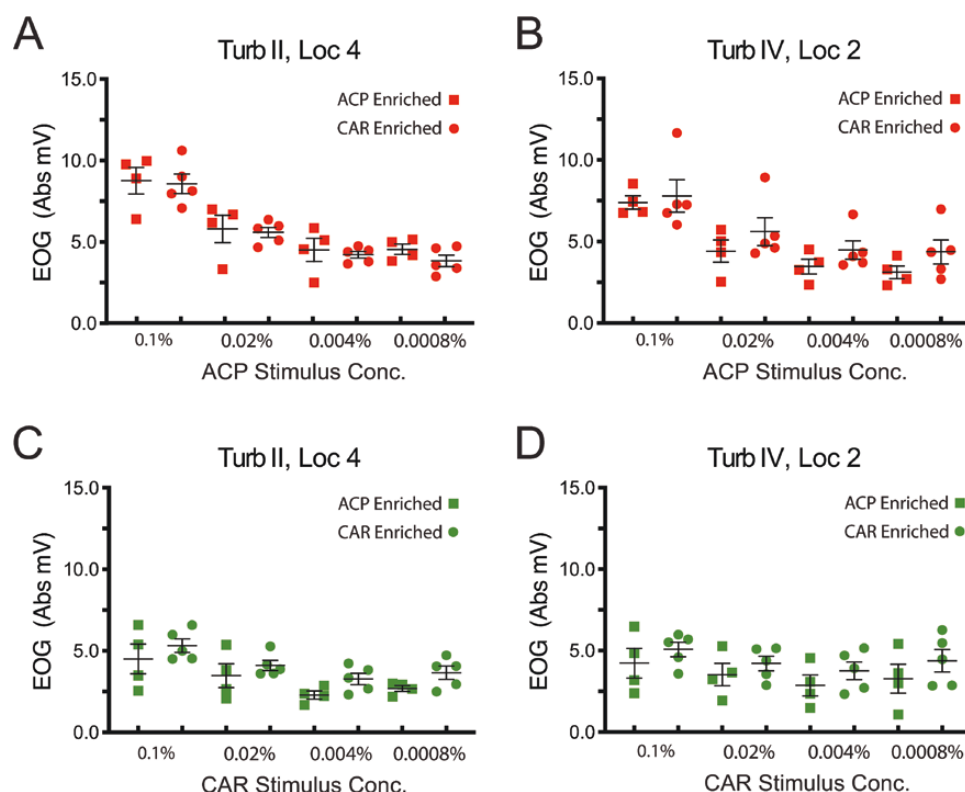 A
Turb II, Loc 4
EOG (Abs mV)
15.0
10.0
5.0
0.0
ACP Enriched
CAR Enriched
0.1% 0.02% 0.004% 0.0008%
ACP Stimulus Conc.
B
Turb IV, Loc 2
EOG (Abs mV)
15.0
10.0
5.0
0.0
ACP Enriched
CAR Enriched
0.1% 0.02% 0.004% 0.0008%
ACP Stimulus Conc.
C
Turb II, Loc 4
EOG (Abs mV)
15.0
10.0
5.0
0.0
ACP Enriched
CAR Enriched
0.1% 0.02% 0.004% 0.0008%
CAR Stimulus Conc.
D
Turb IV, Loc 2
EOG (Abs mV)
15.0
10.0
5.0
0.0
ACP Enriched
CAR Enriched
0.1% 0.02% 0.004% 0.0008%
CAR Stimulus Conc.